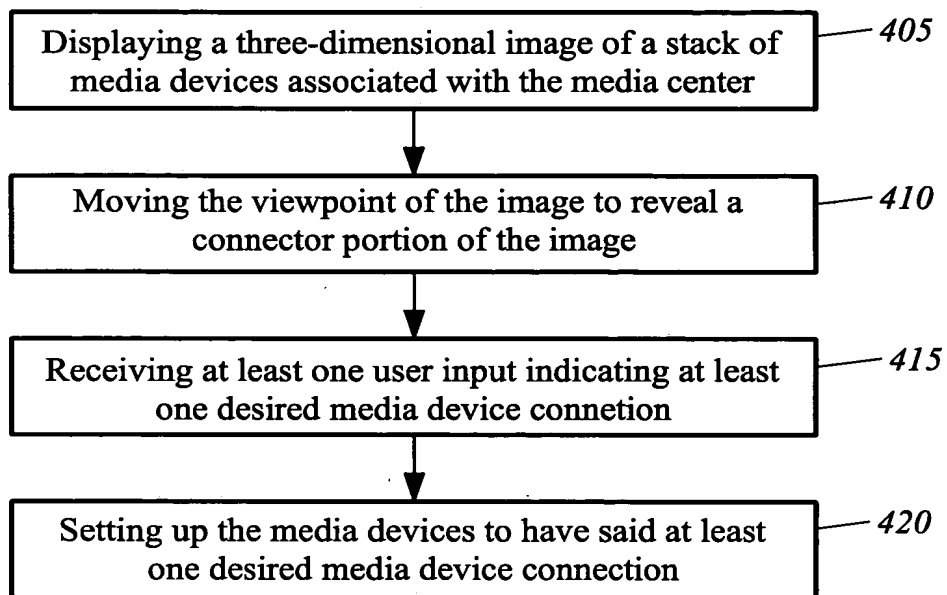 Displaying a three-dimensional image of a stack of
media devices associated with the media center
405
Moving the viewpoint of the image to reveal a
connector portion of the image
410
Receiving at least one user input indicating at least
one desired media device connetion
415
Setting up the media devices to have said at least
one desired media device connection
420